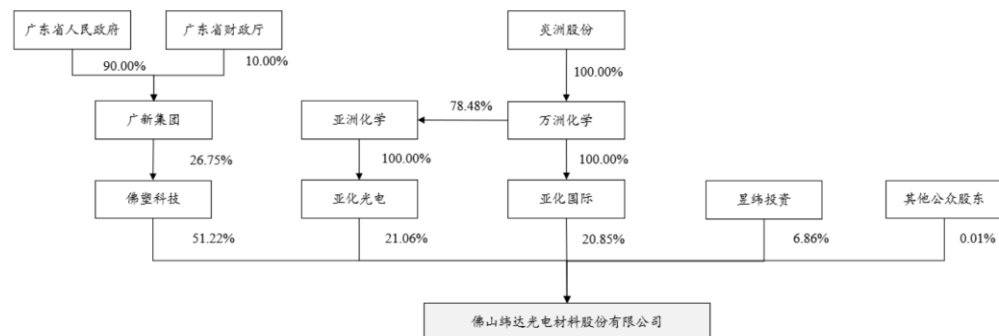 广东省人民政府
广东省财政厅
炎洲股份
90.00%
10.00%
100.00%
广新集团
亚洲化学
78.48%
万洲化学
26.75%
100.00%
100.00%
佛塑科技
亚化光电
亚化国际
昱纬投资
其他公众股东
51.22%
21.06%
20.85%
6.86%
0.01%
佛山纬达光电材料股份有限公司